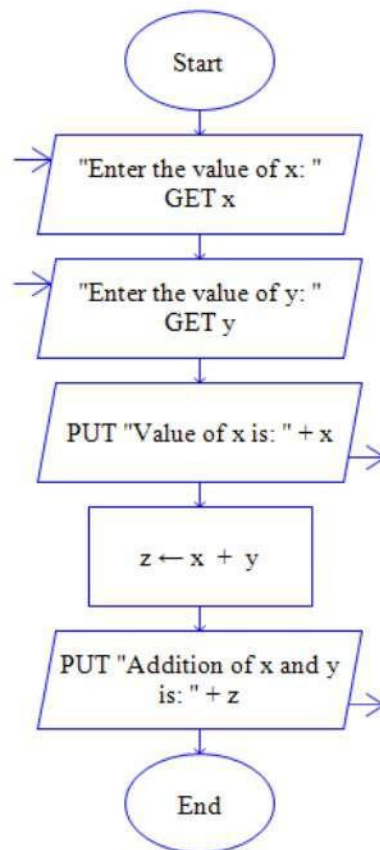 Start
"Enter the value of x: "
GET x
"Enter the value of y: "
GET y
PUT "Value of x is: " + x
z ← x + y
PUT "Addition of x and y
is: " + z
End